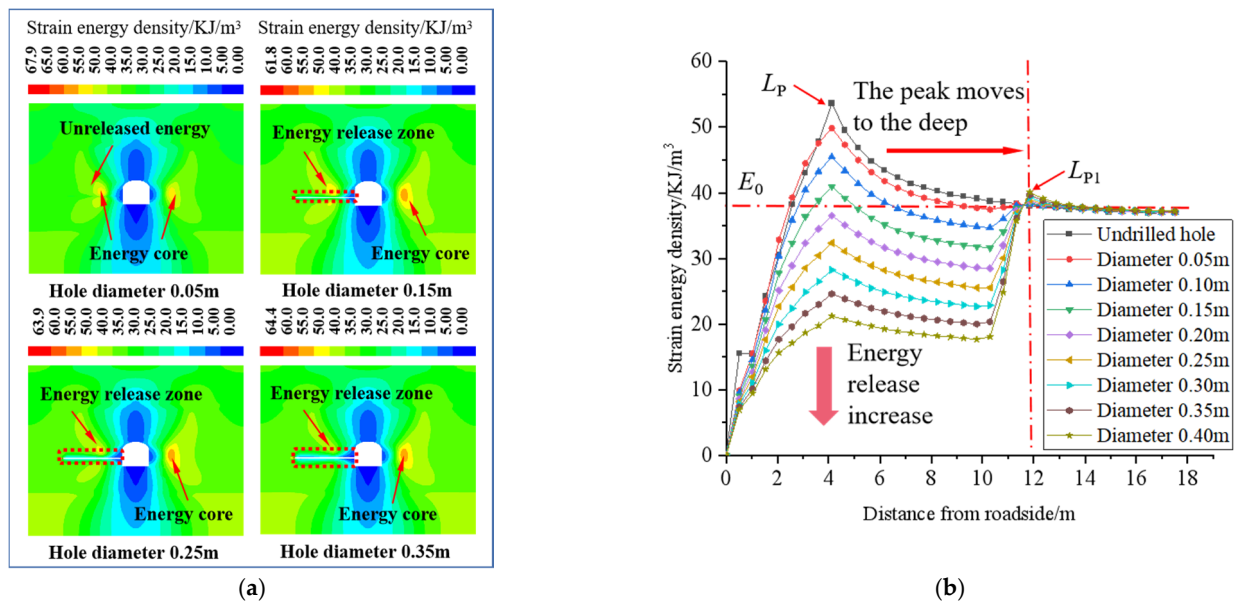 Strain energy density/KJ/m³
67.9 65.0 60.0 55.0 50.0 45.0 40.0 35.0 30.0 25.0 20.0 15.0 10.0 5.00 0.00
Unreleased energy
Energy core
Hole diameter 0.05m
Strain energy density/KJ/m³
61.8 60.0 55.0 50.0 45.0 40.0 35.0 30.0 25.0 20.0 15.0 10.0 5.00 0.00
Energy release zone
Energy core
Hole diameter 0.15m
63.9 60.0 55.0 50.0 45.0 40.0 35.0 30.0 25.0 20.0 15.0 10.0 5.00 0.00
Energy release zone
Energy core
Hole diameter 0.25m
64.4 60.0 55.0 50.0 45.0 40.0 35.0 30.0 25.0 20.0 15.0 10.0 5.00 0.00
Energy release zone
Energy core
Hole diameter 0.35m
(a)
Strain energy density/KJ/m³
60
50
40
30
20
10
0
L_P
The peak moves
to the deep
E₀
L_P1
Energy
release
increase
Undrilled hole
Diameter 0.05m
Diameter 0.10m
Diameter 0.15m
Diameter 0.20m
Diameter 0.25m
Diameter 0.30m
Diameter 0.35m
Diameter 0.40m
0 2 4 6 8 10 12 14 16 18
Distance from roadside/m
(b)